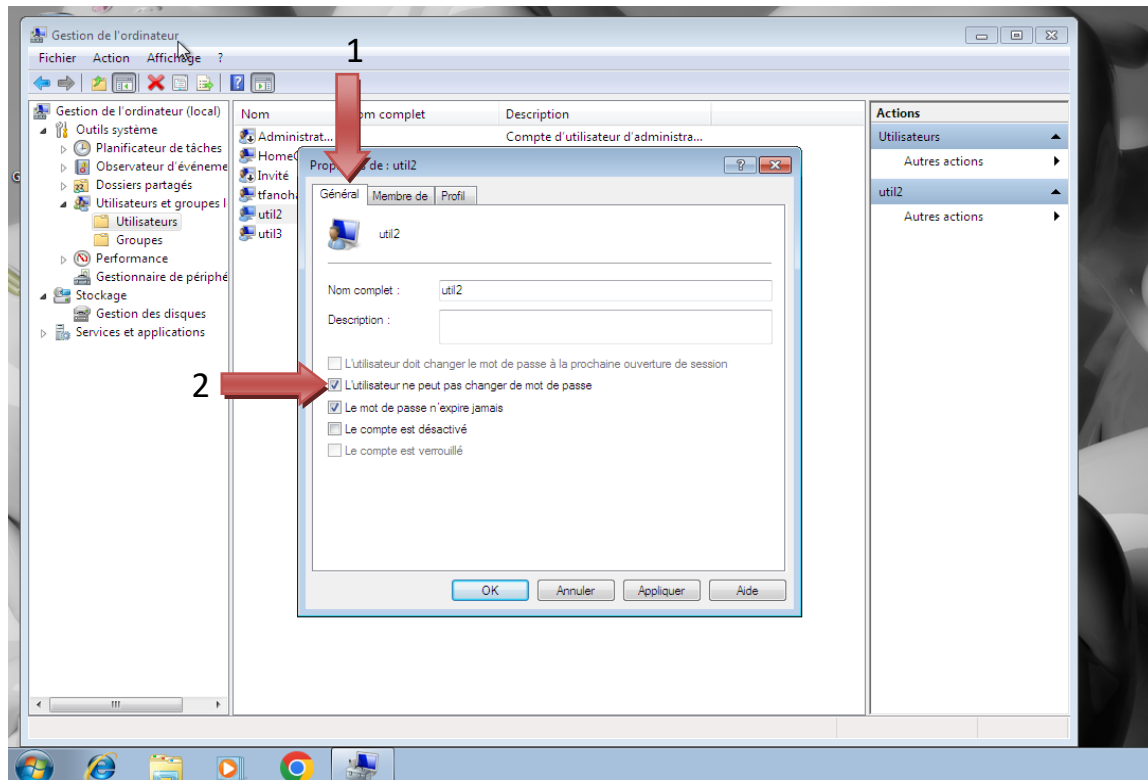 Gestion de l'ordinateur
Fichier Action Affichage ?
1
Gestion de l'ordinateur (local)
Outils système
Planificateur de tâches
Observateur d'événeme
Dossiers partagés
Utilisateurs et groupes l
Utilisateurs
Groupes
Performance
Gestionnaire de périphé
Stockage
Gestion des disques
Services et applications
Nom om complet Description
Administrat... Compte d'utilisateur d'administra...
Invité
util2
util3
de : util2
Général Membre de Profil
util2
Nom complet : util2
Description :
L'utilisateur doit changer le mot de passe à la prochaine ouverture de session
2
L'utilisateur ne peut pas changer de mot de passe
Le mot de passe n'expire jamais
Le compte est désactivé
Le compte est verrouillé
OK Annuler Appliquer Aide
Actions
Utilisateurs
Autres actions
util2
Autres actions